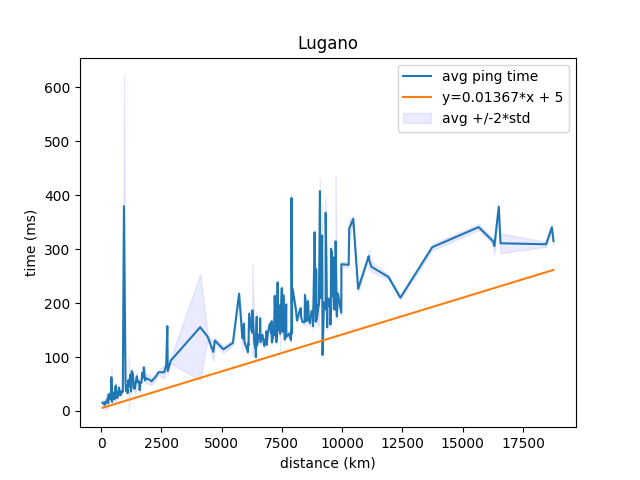 Lugano
avg ping time
y=0.01367*x + 5
avg +/-2*std
600
500
400
300
200
100
0
time (ms)
0 2500 5000 7500 10000 12500 15000 17500
distance (km)